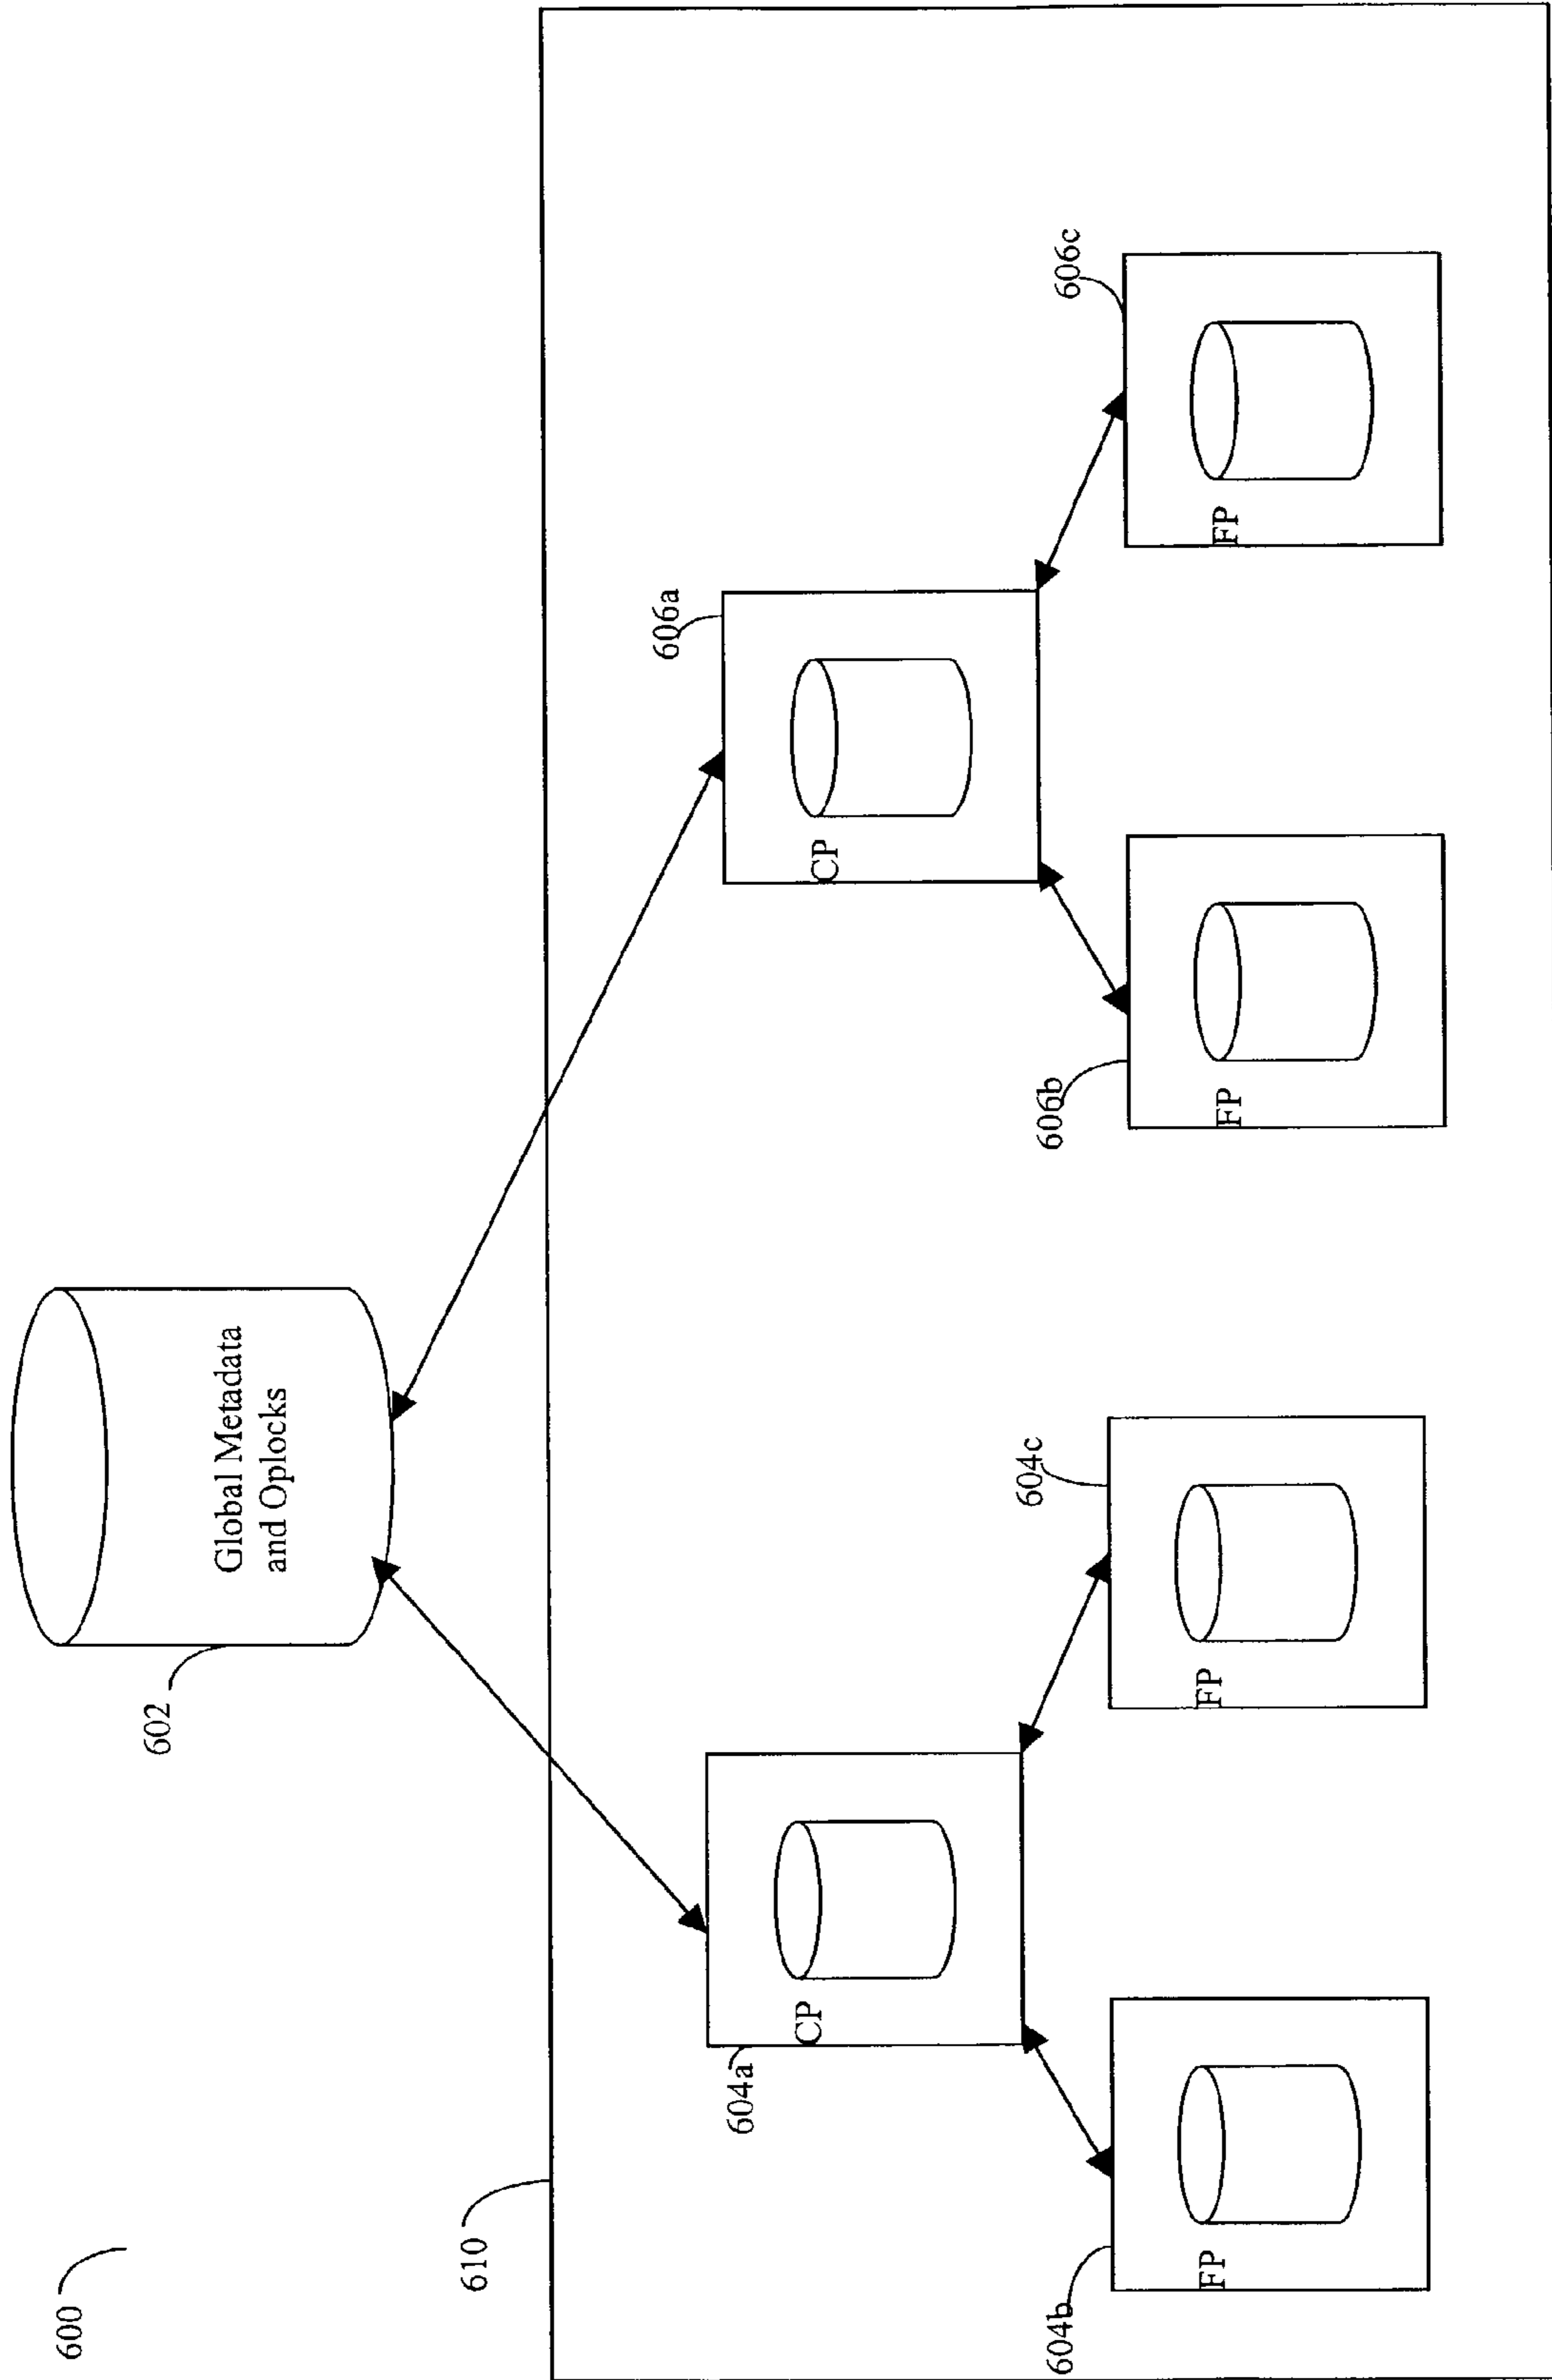 600
602
Global Metadata
and Oplocks
610
604a
CP
606a
CP
604b
FP
604c
FP
606b
FP
606c
FP